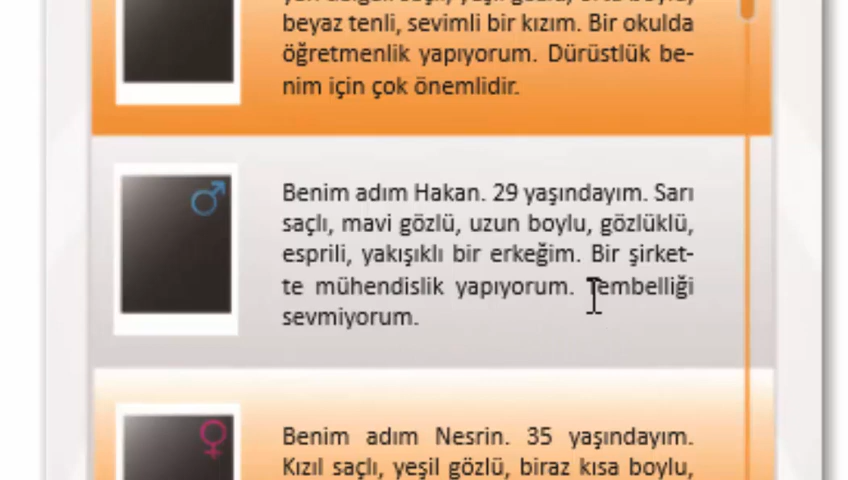 beyaz tenli, sevimli bir kızım. Bir okulda
öğretmenlik yapıyorum. Dürüstlük be-
nim için çok önemlidir.
Benim adım Hakan. 29 yaşındayım. Sarı
saçlı, mavi gözlü, uzun boylu, gözlüklü,
esprili, yakışıklı bir erkeğim. Bir şirket-
te mühendislik yapıyorum. Tembelliği
sevmiyorum.
Benim adım Nesrin. 35 yaşındayım.
Kızıl saçlı, yeşil gözlü, biraz kısa boylu,